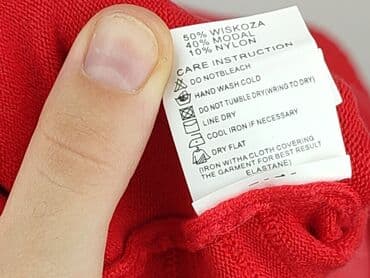 50% WISKOZA
40% MODAL
10% NYLON
CARE INSTRUCTION
DO NOTBLEACH
HAND WASH COLD
DO NOT TUMBLE DRY(WRING TO DRY)
LINE DRY
COOL IRON IF NECESSARY
DRY FLAT
(IRON WITHA CLOTH COVERING
THE GARMENT FOR BEST RESULT
ELASTANE)